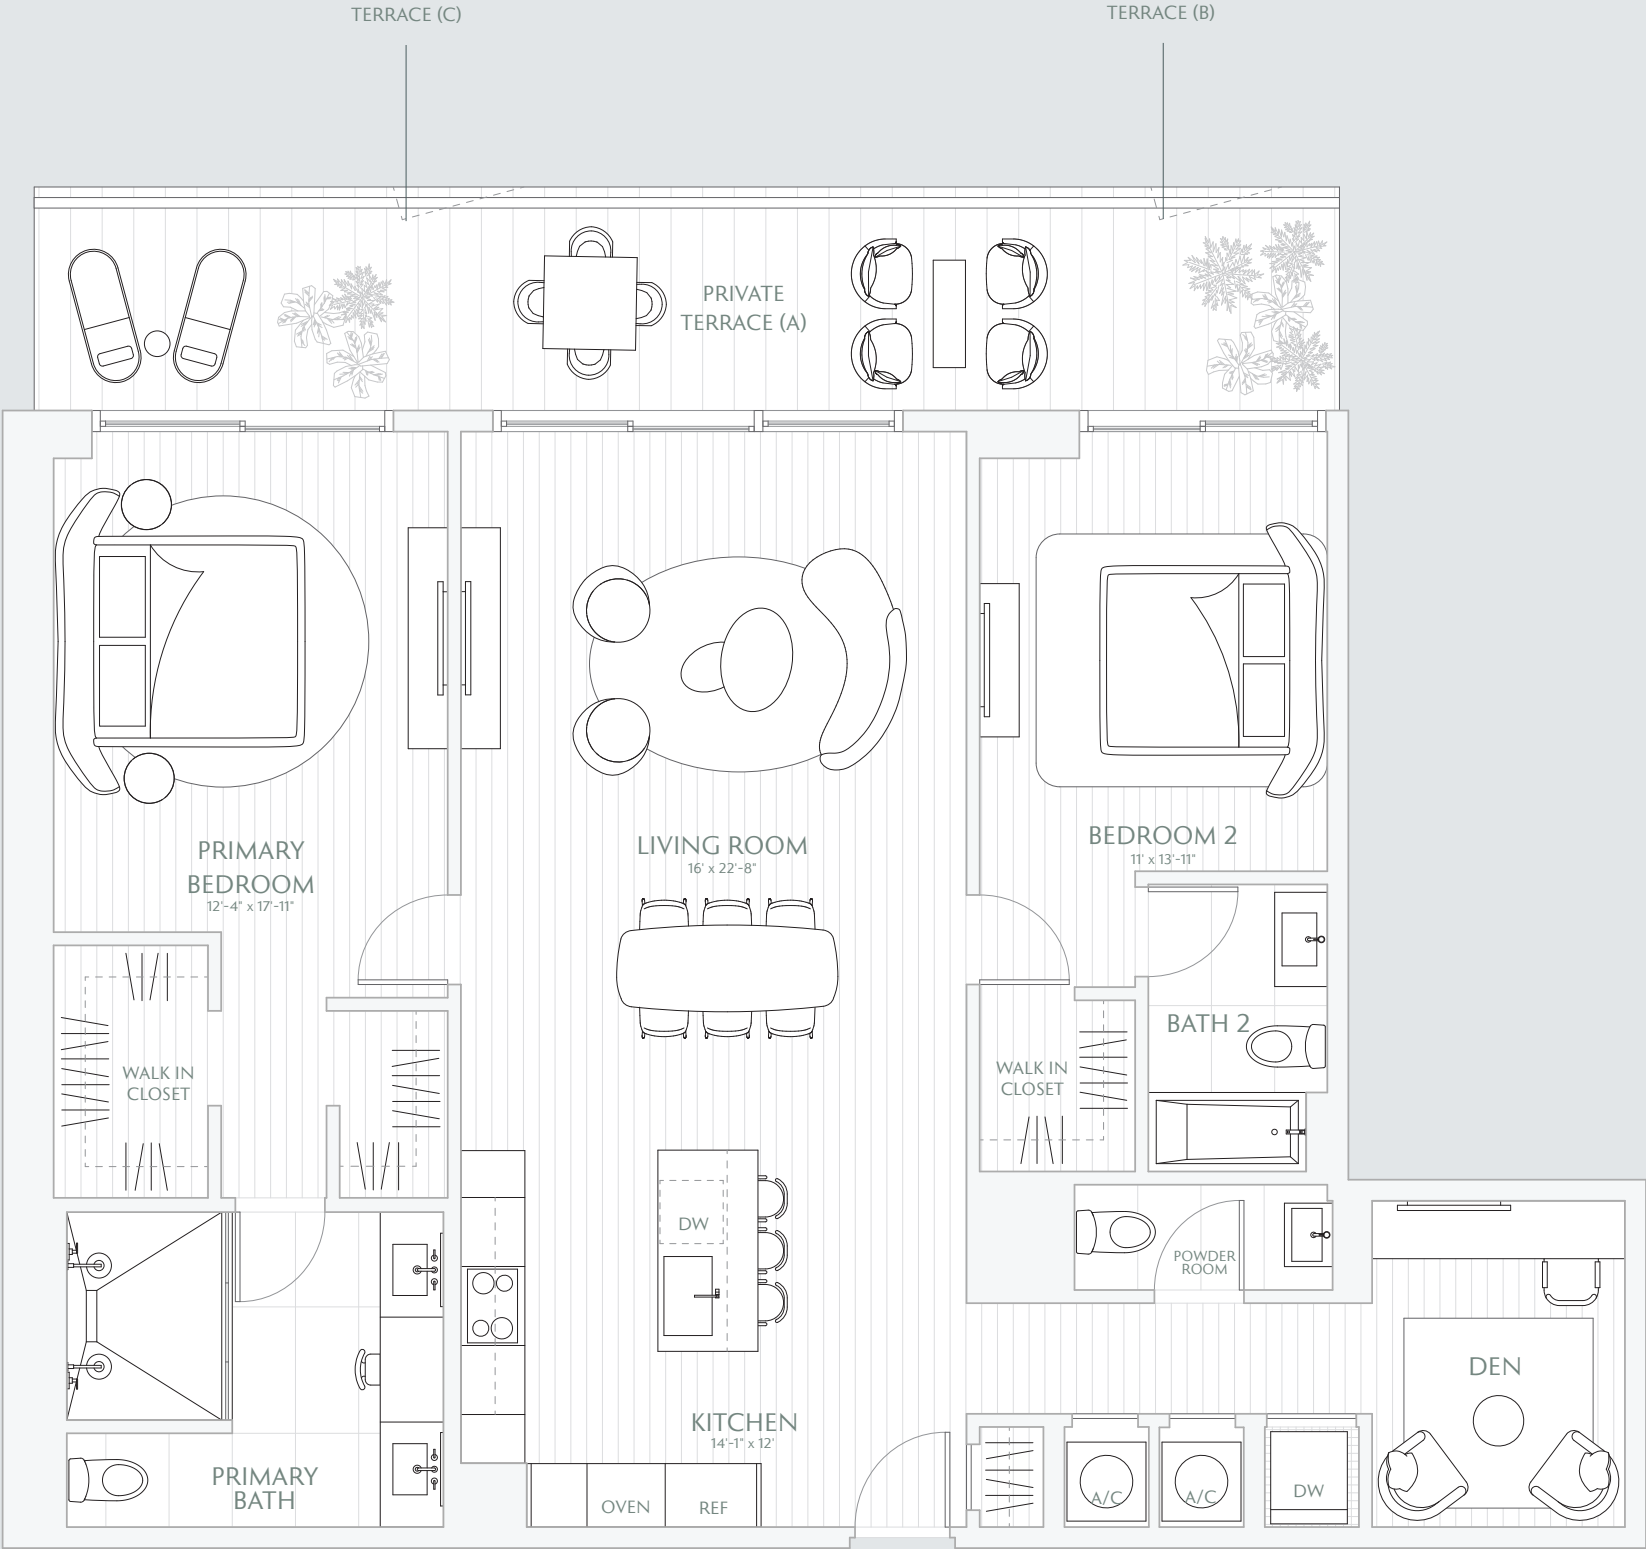 TERRACE (C)
TERRACE (B)
PRIVATE
TERRACE (A)
PRIMARY
BEDROOM
12'-4" x 17'-11"
LIVING ROOM
16' x 22'-8"
BEDROOM 2
11' x 13'-11"
BATH 2
WALK IN
CLOSET
WALK IN
CLOSET
DW
POWDER
ROOM
DEN
KITCHEN
14'-1" x 12'
PRIMARY
BATH
OVEN
REF
A/C
A/C
DW